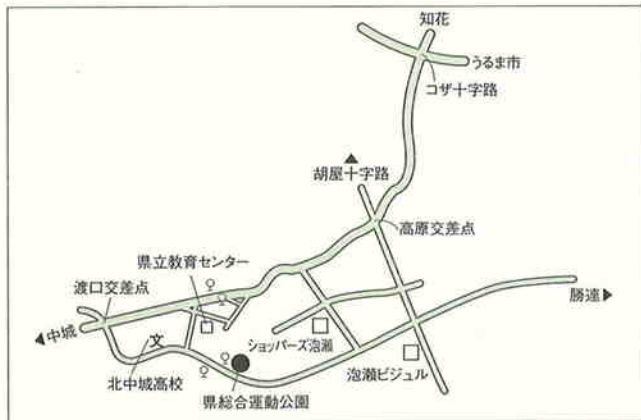 知花
うるま市
コザ十字路
▲
胡屋十字路
高原交差点
県立教育センター
渡口交差点
勝連▶
◀中城
文
ショッパーズ泡瀬
北中城高校
泡瀬ビジュル
県総合運動公園